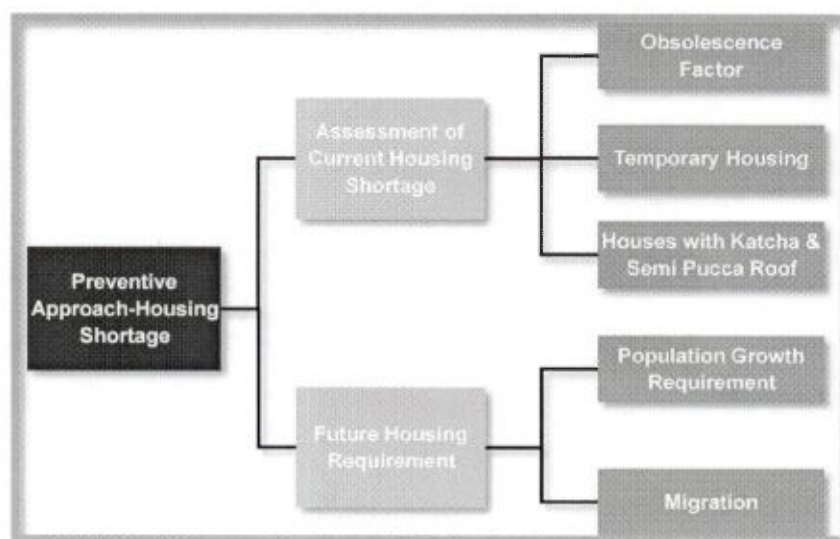 Obsolescence
Factor
Assessment of
Current Housing
Shortage
Temporary Housing
Houses with Katcha &
Semi Pucca Roof
Preventive
Approach-Housing
Shortage
Population Growth
Requirement
Future Housing
Requirement
Migration